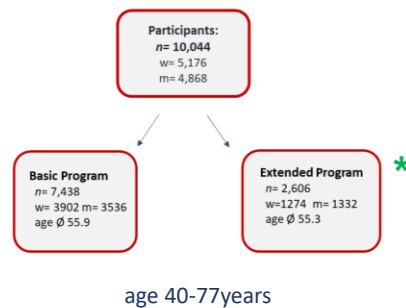 Participants:
n= 10,044
w= 5,176
m= 4,868
Basic Program
n= 7,438
w= 3902 m= 3536
age Ø 55.9
Extended Program
n= 2,606
w=1274 m= 1332
age Ø 55.3
*
age 40-77years